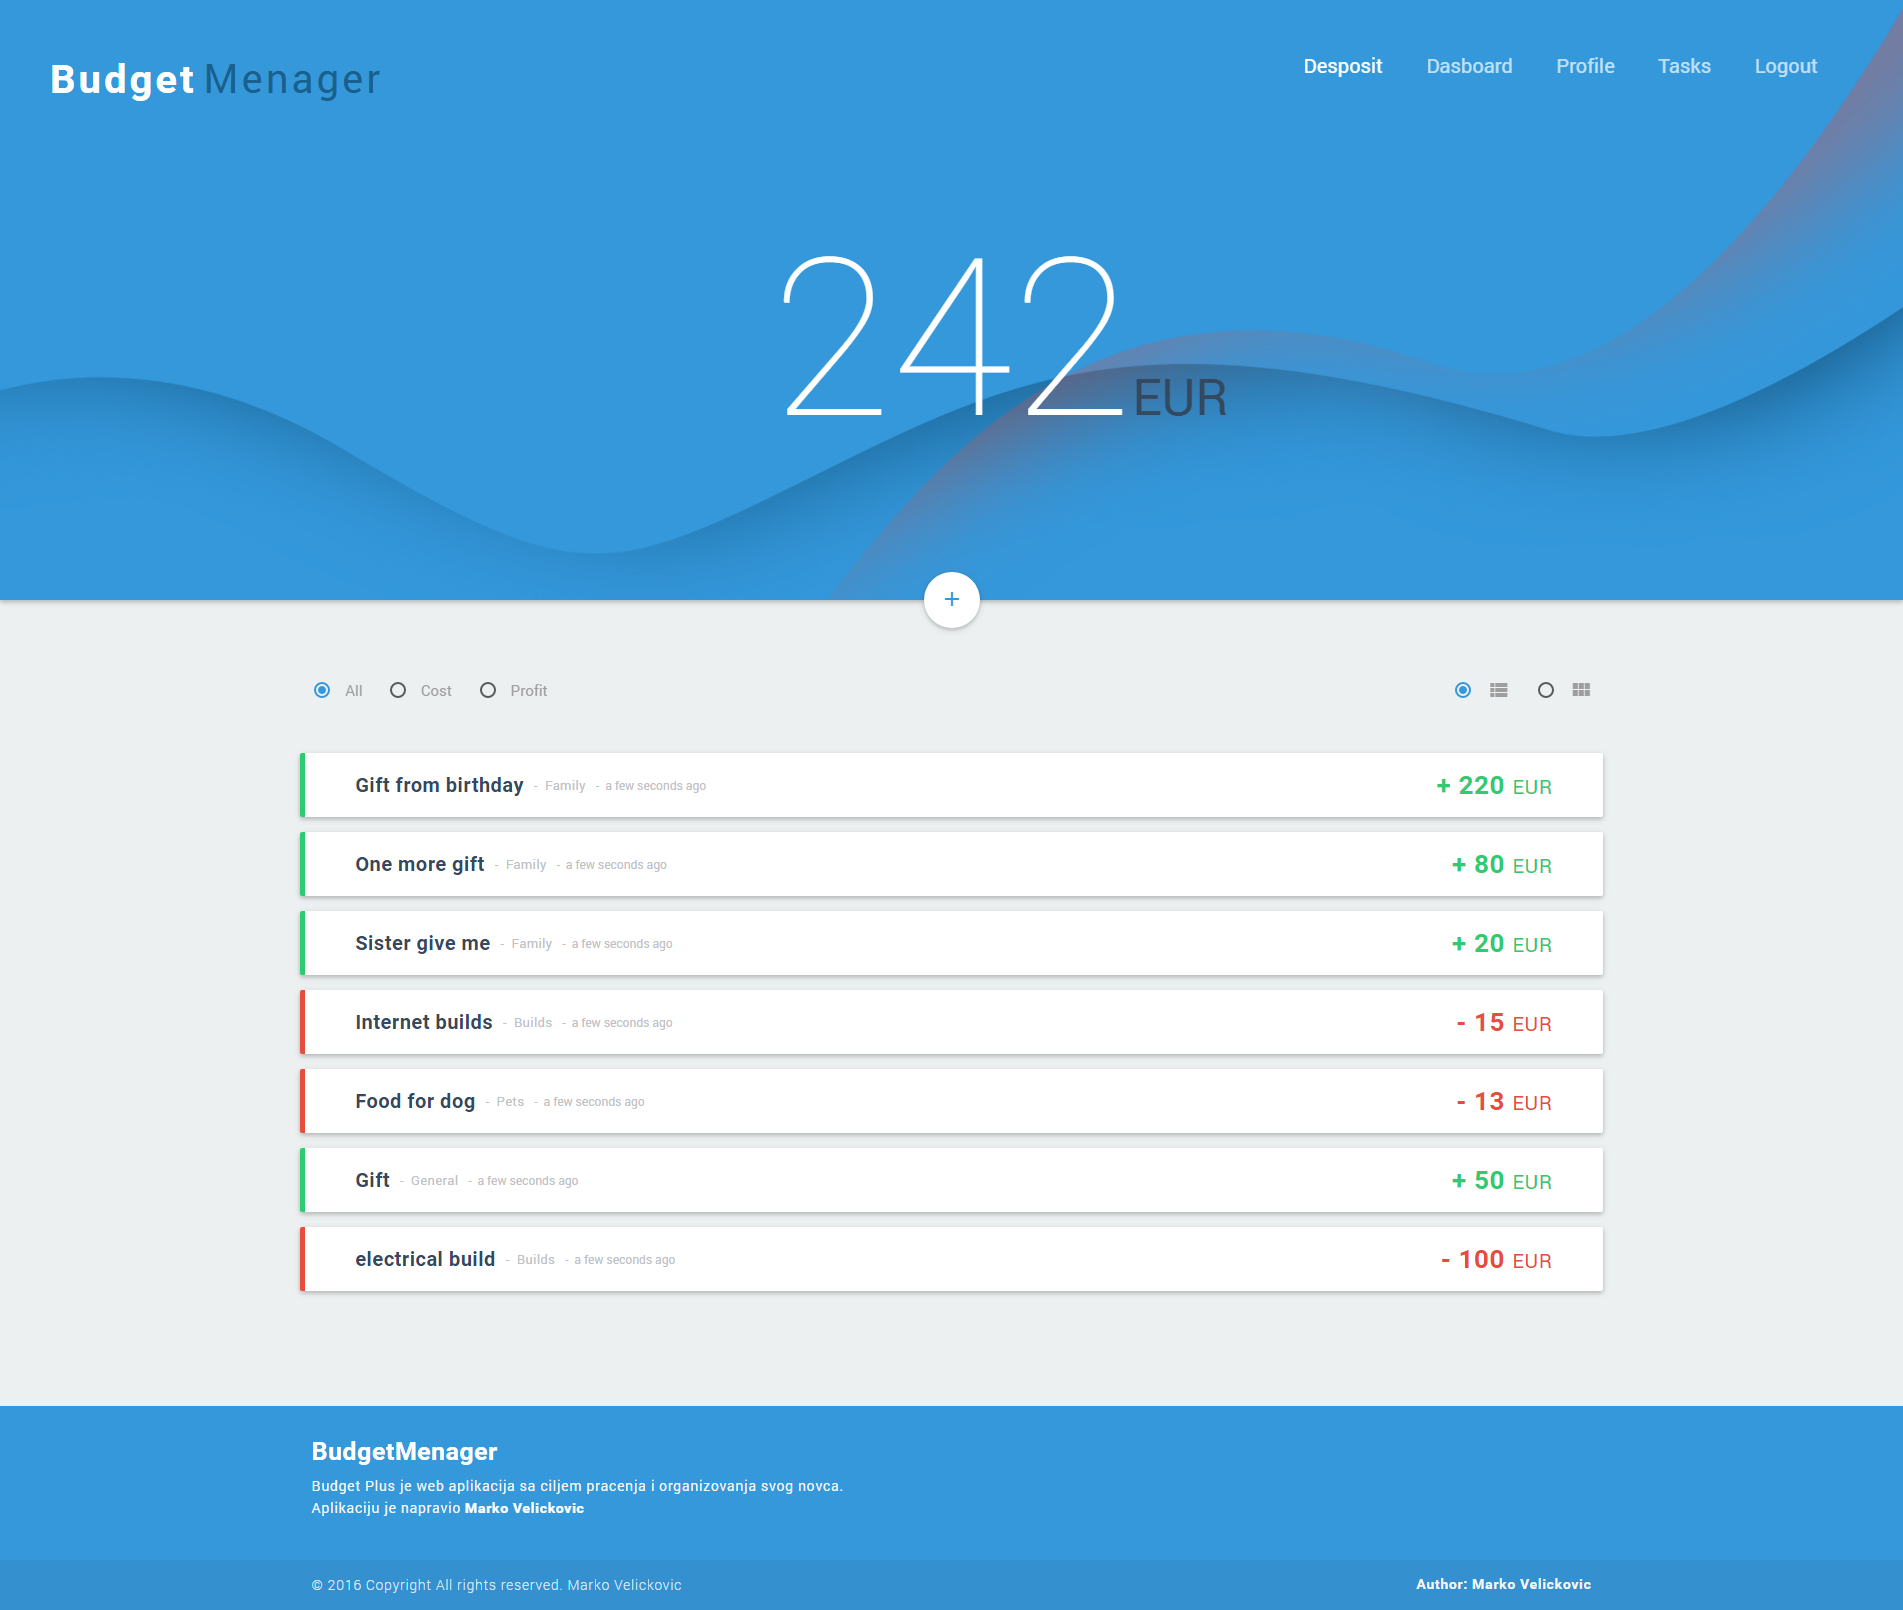 Budget Menager
Desposit Dasboard Profile Tasks Logout
242 EUR
+
All Cost Profit
Gift from birthday - Family - a few seconds ago + 220 EUR
One more gift - Family - a few seconds ago + 80 EUR
Sister give me - Family - a few seconds ago + 20 EUR
Internet builds - Builds - a few seconds ago - 15 EUR
Food for dog - Pets - a few seconds ago - 13 EUR
Gift - General - a few seconds ago + 50 EUR
electrical build - Builds - a few seconds ago - 100 EUR
BudgetMenager
Budget Plus je web aplikacija sa ciljem pracenja i organizovanja svog novca.
Aplikaciju je napravio Marko Velickovic
© 2016 Copyright All rights reserved. Marko Velickovic Author: Marko Velickovic